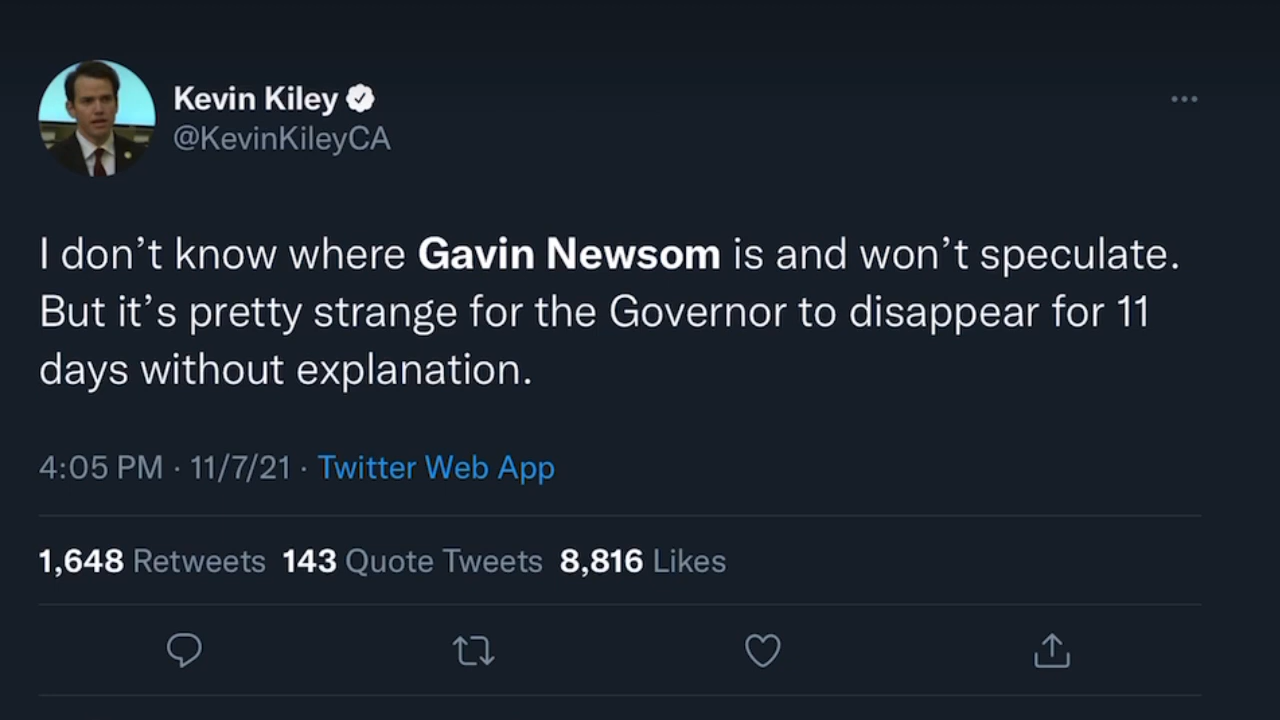 Kevin Kiley
@KevinKileyCA
I don’t know where Gavin Newsom is and won’t speculate.
But it’s pretty strange for the Governor to disappear for 11
days without explanation.
4:05 PM · 11/7/21 · Twitter Web App
1,648 Retweets 143 Quote Tweets 8,816 Likes